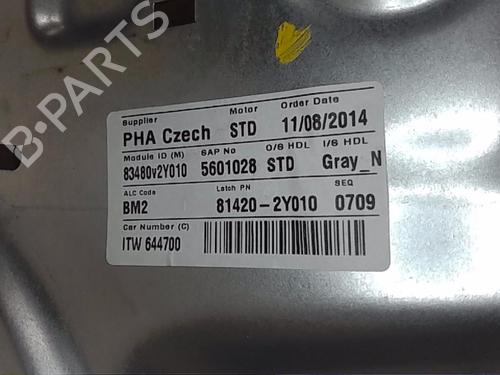 B-PARTS
Supplier Motor Order Date
PHA Czech STD 11/08/2014
Module ID (M) SAP No O/S HDL I/S HDL
83480v2Y010 5601028 STD Gray_N
ALC Code Latch PN SEQ
BM2 81420-2Y010 0709
Car Number (C)
ITW 644700